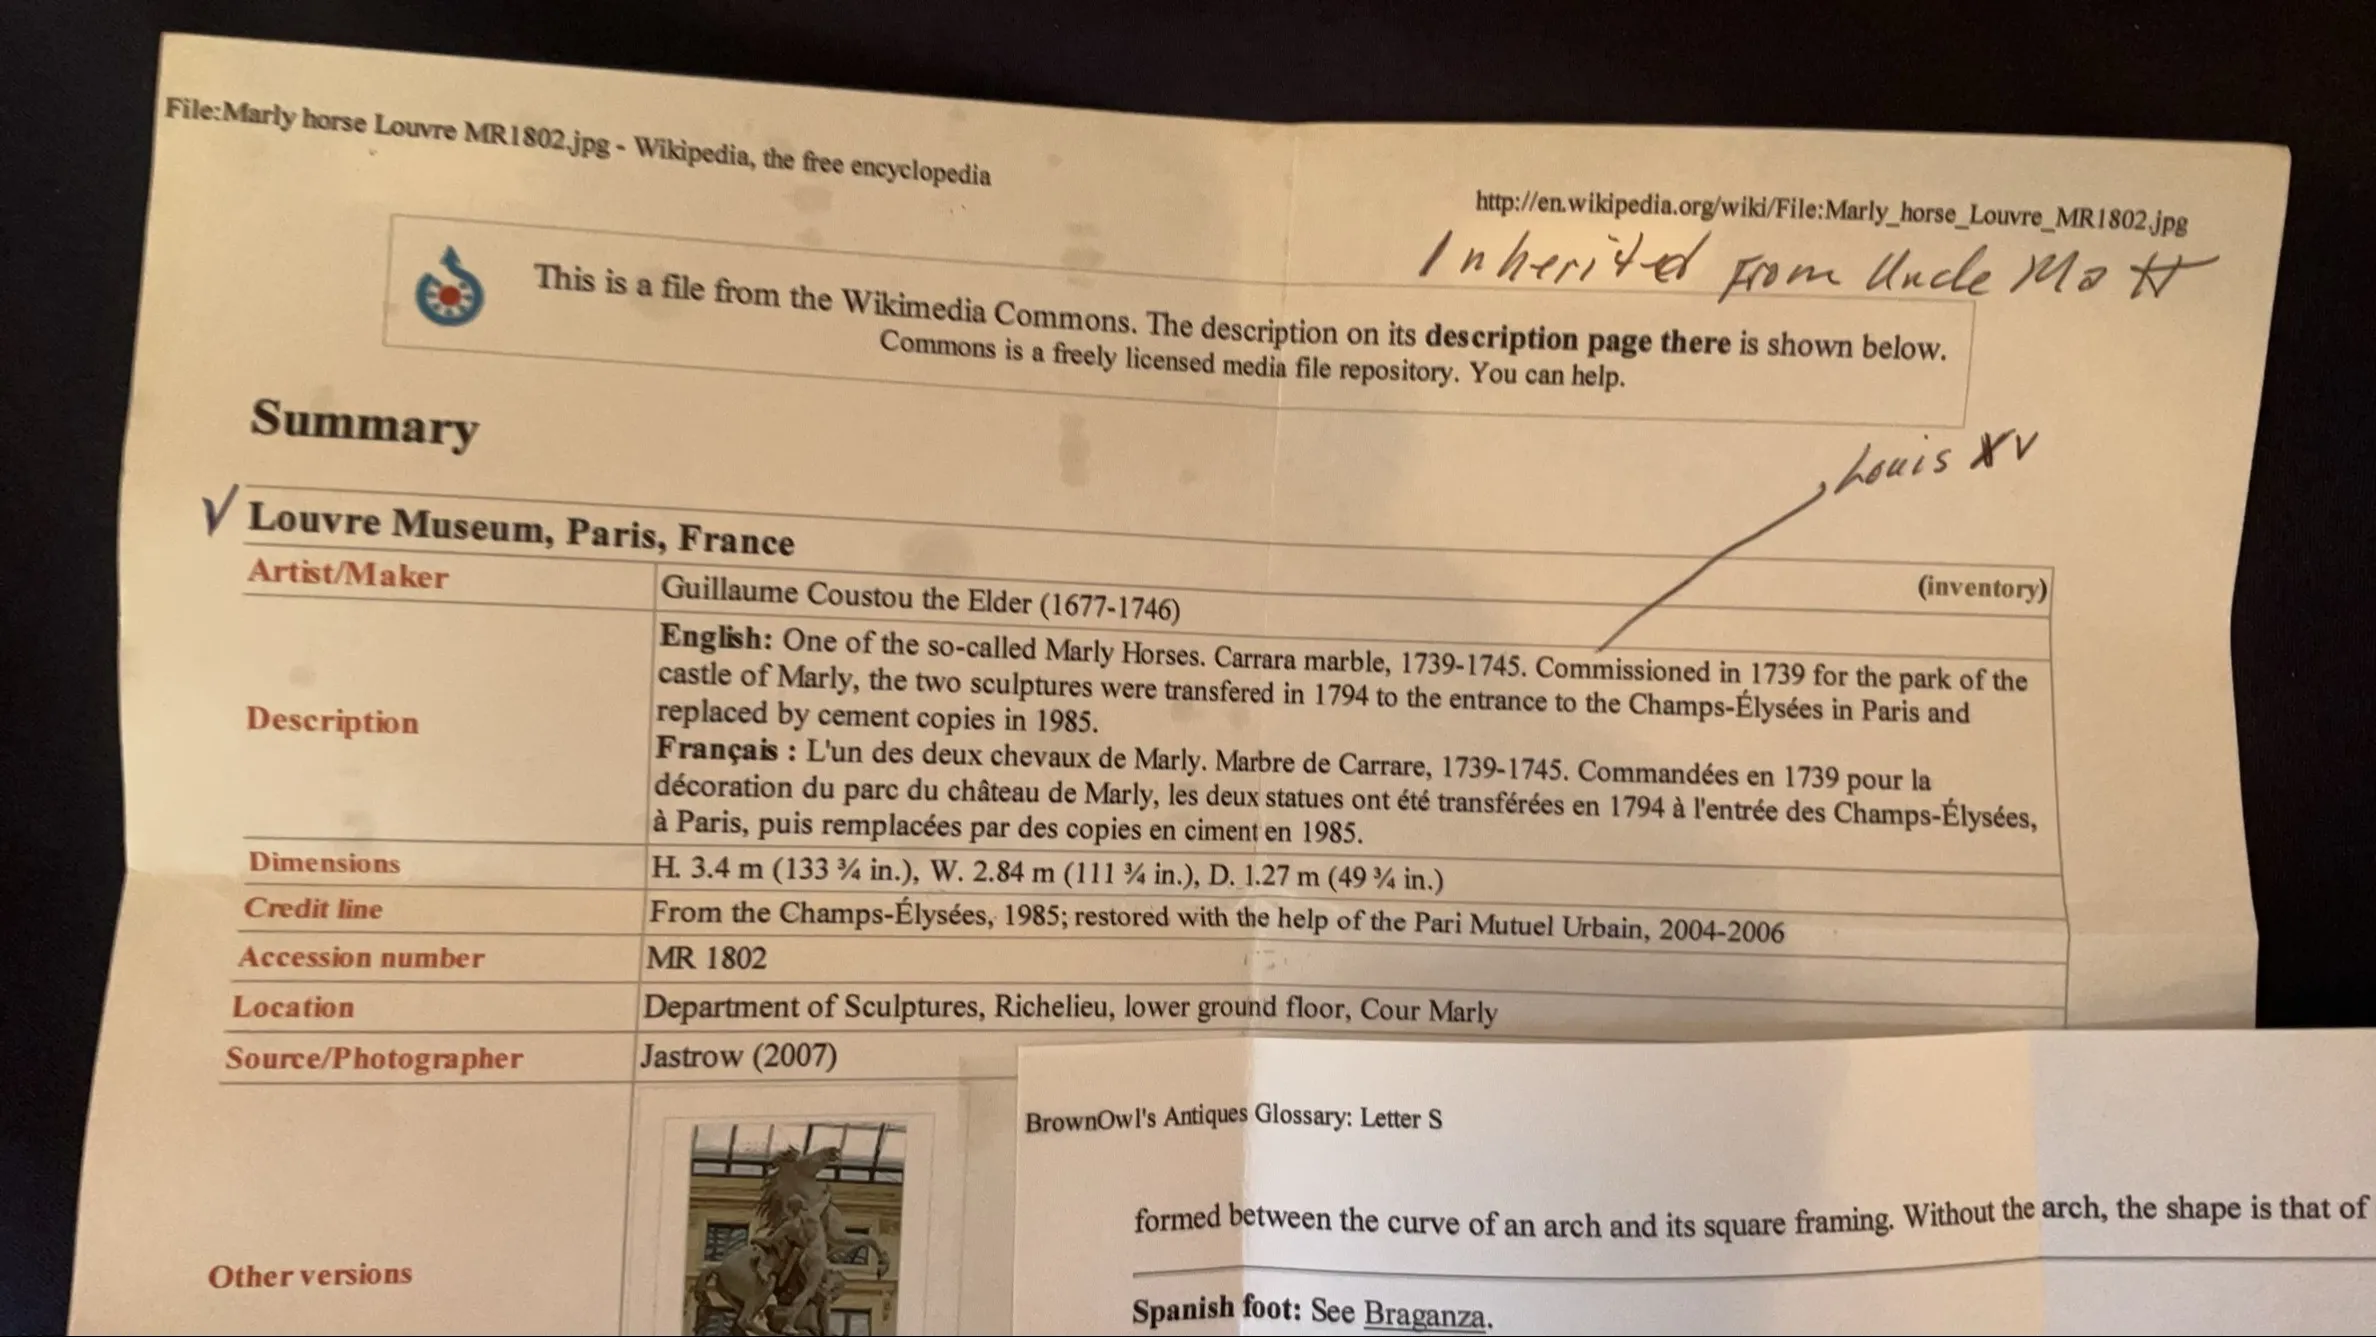 File:Marly horse Louvre MR1802.jpg - Wikipedia, the free encyclopedia
http://en.wikipedia.org/wiki/File:Marly_horse_Louvre_MR1802.jpg
Inherited From Uncle Matt
This is a file from the Wikimedia Commons. The description on its description page there is shown below.
Commons is a freely licensed media file repository. You can help.
Summary
Louis XV
√ Louvre Museum, Paris, France
(inventory)
Artist/Maker
Guillaume Coustou the Elder (1677-1746)
Description
English: One of the so-called Marly Horses. Carrara marble, 1739-1745. Commissioned in 1739 for the park of the
castle of Marly, the two sculptures were transfered in 1794 to the entrance to the Champs-Élysées in Paris and
replaced by cement copies in 1985.
Français : L'un des deux chevaux de Marly. Marbre de Carrare, 1739-1745. Commandées en 1739 pour la
décoration du parc du château de Marly, les deux statues ont été transférées en 1794 à l'entrée des Champs-Élysées,
à Paris, puis remplacées par des copies en ciment en 1985.
Dimensions
H. 3.4 m (133 ¾ in.), W. 2.84 m (111 ¾ in.), D. 1.27 m (49 ¾ in.)
Credit line
From the Champs-Élysées, 1985; restored with the help of the Pari Mutuel Urbain, 2004-2006
Accession number
MR 1802
Location
Department of Sculptures, Richelieu, lower ground floor, Cour Marly
Source/Photographer
Jastrow (2007)
Other versions
BrownOwl's Antiques Glossary: Letter S
formed between the curve of an arch and its square framing. Without the arch, the shape is that of
Spanish foot: See Braganza.